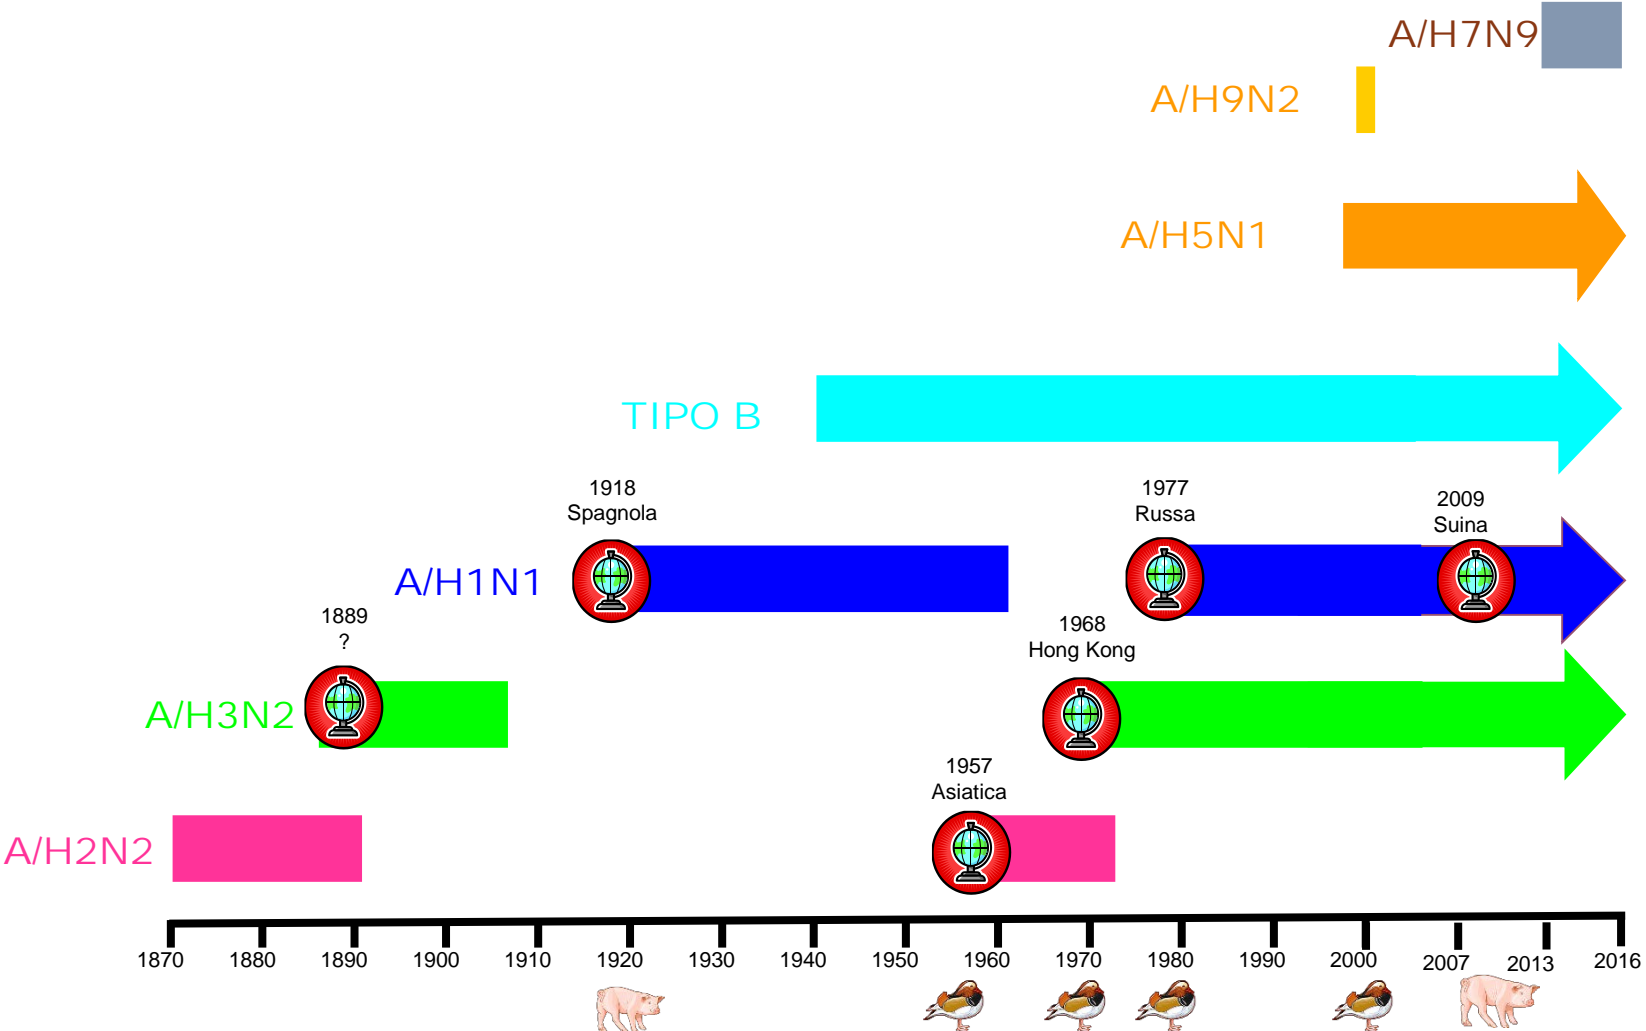 A/H7N9
A/H9N2
A/H5N1
TIPO B
1918
Spagnola
1977
Russa
2009
Suina
A/H1N1
1889
?
1968
Hong Kong
A/H3N2
1957
Asiatica
A/H2N2
1870 1880 1890 1900 1910 1920 1930 1940 1950 1960 1970 1980 1990 2000 2007 2013 2016